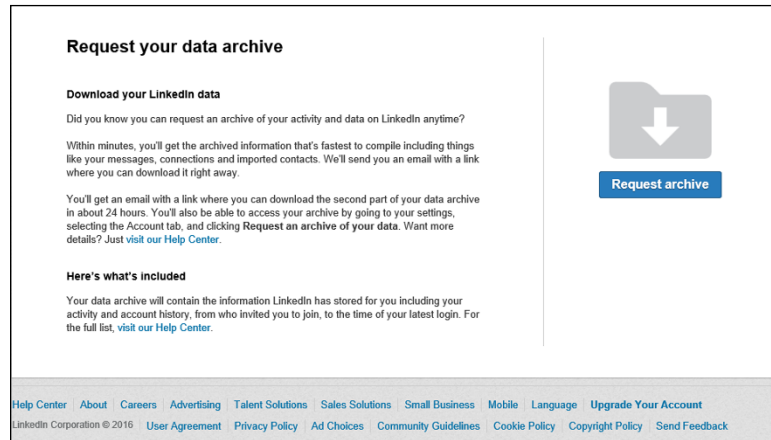 Request your data archive
Download your LinkedIn data
Did you know you can request an archive of your activity and data on LinkedIn anytime?
Within minutes, you'll get the archived information that's fastest to compile including things
like your messages, connections and imported contacts. We'll send you an email with a link
where you can download it right away.
You'll get an email with a link where you can download the second part of your data archive
in about 24 hours. You'll also be able to access your archive by going to your settings,
selecting the Account tab, and clicking Request an archive of your data. Want more
details? Just visit our Help Center.
Here's what's included
Your data archive will contain the information LinkedIn has stored for you including your
activity and account history, from who invited you to join, to the time of your latest login. For
the full list, visit our Help Center.
Request archive
Help Center About Careers Advertising Talent Solutions Sales Solutions Small Business Mobile Language Upgrade Your Account
LinkedIn Corporation © 2016 User Agreement Privacy Policy Ad Choices Community Guidelines Cookie Policy Copyright Policy Send Feedback